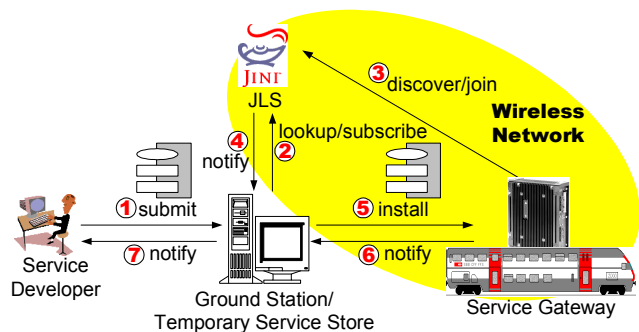 JINI
JLS
③ discover/join
Wireless
Network
④
notify
② lookup/subscribe
① submit
⑤ install
⑦ notify
⑥ notify
Service
Developer
Ground Station/
Temporary Service Store
Service Gateway